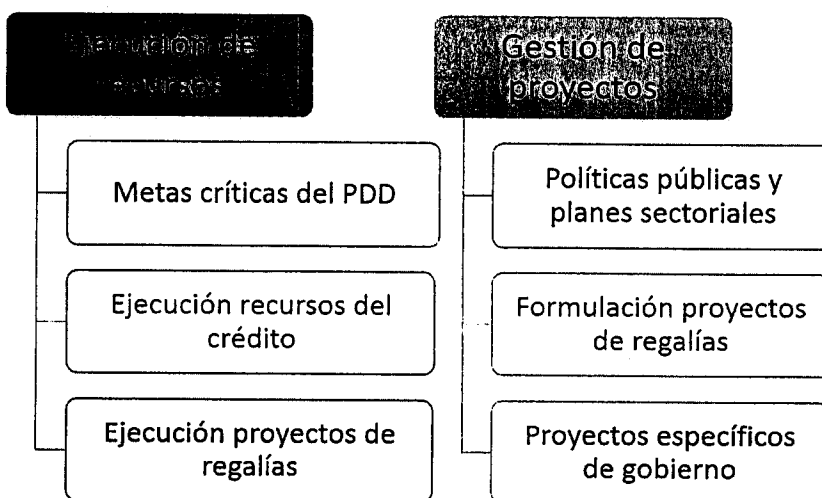 Ejecución de
recursos
Metas críticas del PDD
Ejecución recursos del
crédito
Ejecución proyectos de
regalías
Gestión de
proyectos
Políticas públicas y
planes sectoriales
Formulación proyectos
de regalías
Proyectos específicos
de gobierno